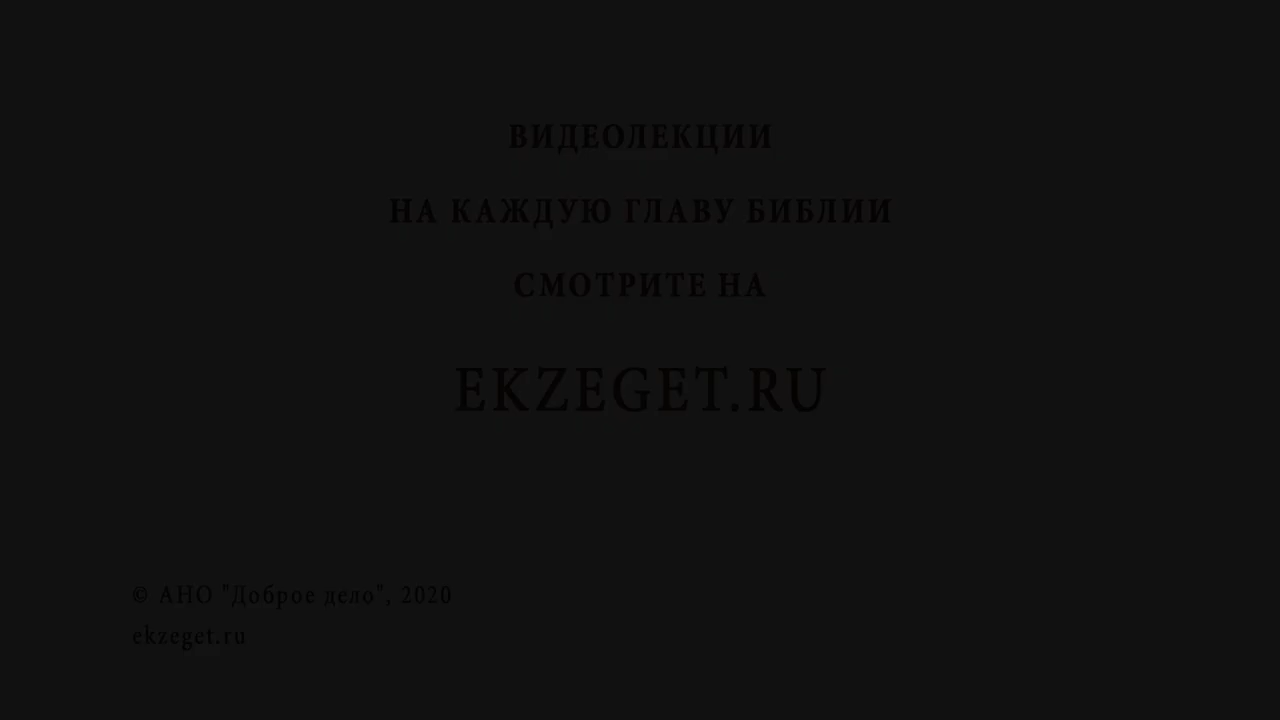 ВИДЕОЛЕКЦИИ
НА КАЖДУЮ ГЛАВУ БИБЛИИ
СМОТРИТЕ НА
EKZEGET.RU
© АНО "Доброе дело", 2020
ekzeget.ru